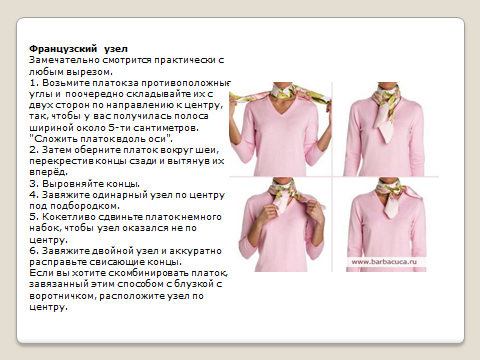 Французский узел
Замечательно смотрится практически с
любым вырезом.
1. Возьмите платок за противоположные
углы и поочередно складывайте их с
двух сторон по направлению к центру,
так, чтобы у вас получилась полоса
шириной около 5-ти сантиметров.
"Сложить платок вдоль оси".
2. Затем оберните платок вокруг шеи,
перекрестив концы сзади и вытянув их
вперёд.
3. Выровняйте концы.
4. Завяжите одинарный узел по центру
под подбородком.
5. Кокетливо сдвиньте платок немного
набок, чтобы узел оказался не по
центру.
6. Завяжите двойной узел и аккуратно
расправьте свисающие концы.
Если вы хотите скомбинировать платок,
завязанный этим способом с блузкой с
воротничком, расположите узел по
центру.
www.barbacuca.ru